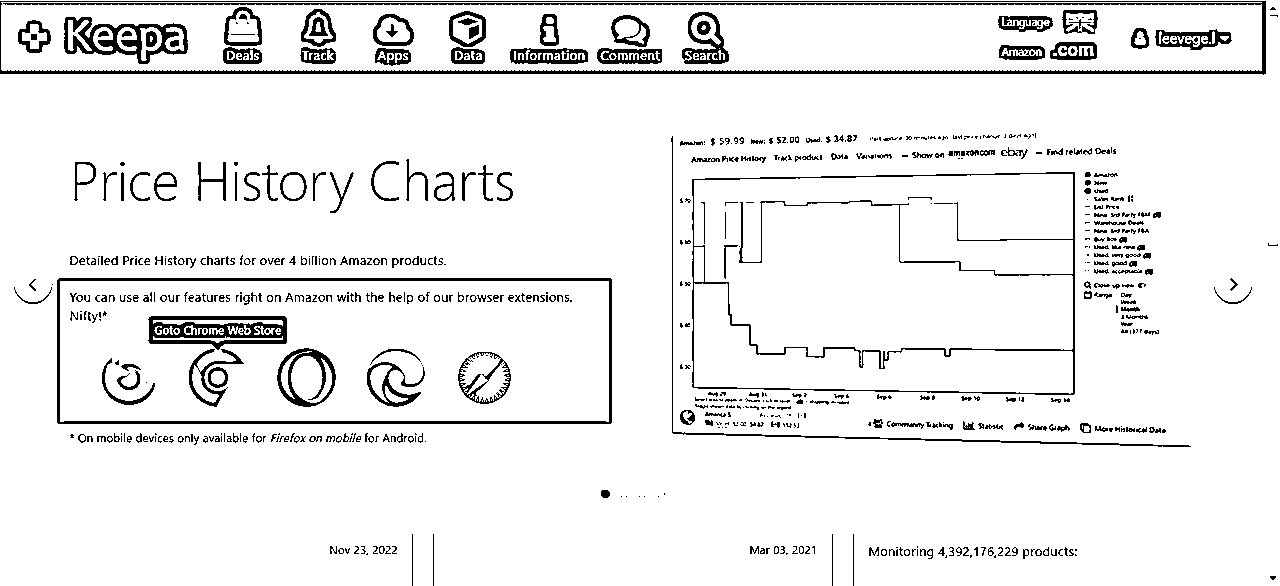 Keepa
Deals
Track
Apps
Data
Information
Comment
Search
Language
Amazon .com
leevege.l
Price History Charts
Detailed Price History charts for over 4 billion Amazon products.
You can use all our features right on Amazon with the help of our browser extensions.
Nifty!*
Goto Chrome Web Store
* On mobile devices only available for Firefox on mobile for Android.
Amazon: $ 59.99 New: $ 52.00 Used: $ 34.87
Amazon Price History Track product Data Variations — Show on amazoncom ebay — Find related Deals
Amazon
New
Used
Sales Rank
List Price
New, 3rd Party FBM
Warehouse Deals
New, 3rd Party FBA
Buy Box
Used, like new
Used, very good
Used, good
Used, acceptable
Close-up view
Range
Day
Week
Month
3 Months
Year
All (377 days)
$ 70
Aug 29 Aug 31 Sep 2 Sep 4 Sep 6 Sep 8 Sep 10 Sep 12 Sep 14
Community Tracking Statistic Share Graph More Historical Data
Nov 23, 2022
Mar 03, 2021
Monitoring 4,392,176,229 products: